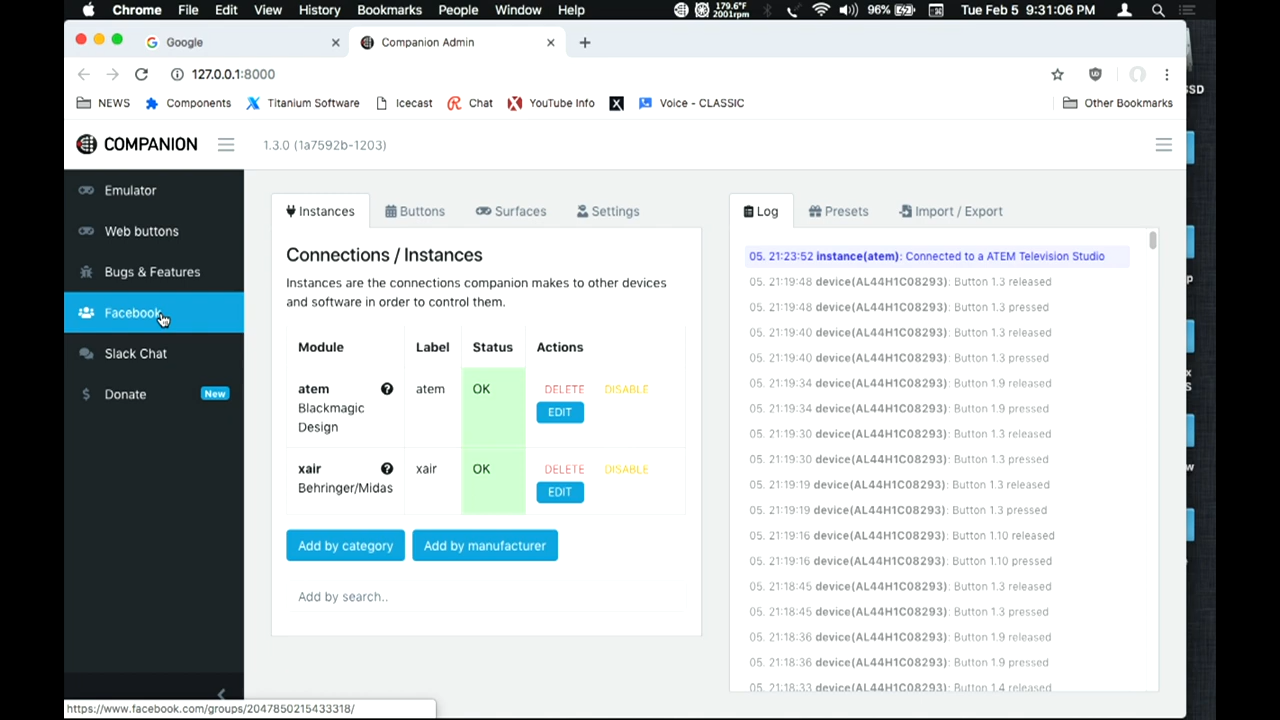 Chrome File Edit View History Bookmarks People Window Help 179.6°F 2001rpm 96% Tue Feb 5 9:31:06 PM
Google Companion Admin
127.0.0.1:8000
NEWS Components Titanium Software Icecast Chat YouTube Info Voice - CLASSIC Other Bookmarks
COMPANION 1.3.0 (1a7592b-1203)
Emulator
Web buttons
Bugs & Features
Facebook
Slack Chat
Donate New
Instances Buttons Surfaces Settings
Connections / Instances
Instances are the connections companion makes to other devices
and software in order to control them.
Module Label Status Actions
atem atem OK DELETE DISABLE
Blackmagic EDIT
Design
xair xair OK DELETE DISABLE
Behringer/Midas EDIT
Add by category Add by manufacturer
Add by search..
Log Presets Import / Export
05. 21:23:52 instance(atem): Connected to a ATEM Television Studio
05. 21:19:48 device(AL44H1C08293): Button 1.3 released
05. 21:19:48 device(AL44H1C08293): Button 1.3 pressed
05. 21:19:40 device(AL44H1C08293): Button 1.3 released
05. 21:19:40 device(AL44H1C08293): Button 1.3 pressed
05. 21:19:34 device(AL44H1C08293): Button 1.9 released
05. 21:19:34 device(AL44H1C08293): Button 1.9 pressed
05. 21:19:30 device(AL44H1C08293): Button 1.3 released
05. 21:19:30 device(AL44H1C08293): Button 1.3 pressed
05. 21:19:19 device(AL44H1C08293): Button 1.3 released
05. 21:19:19 device(AL44H1C08293): Button 1.3 pressed
05. 21:19:16 device(AL44H1C08293): Button 1.10 released
05. 21:19:16 device(AL44H1C08293): Button 1.10 pressed
05. 21:18:45 device(AL44H1C08293): Button 1.3 released
05. 21:18:45 device(AL44H1C08293): Button 1.3 pressed
05. 21:18:36 device(AL44H1C08293): Button 1.9 released
05. 21:18:36 device(AL44H1C08293): Button 1.9 pressed
05. 21:18:33 device(AL44H1C08293): Button 1.4 released
https://www.facebook.com/groups/2047850215433318/